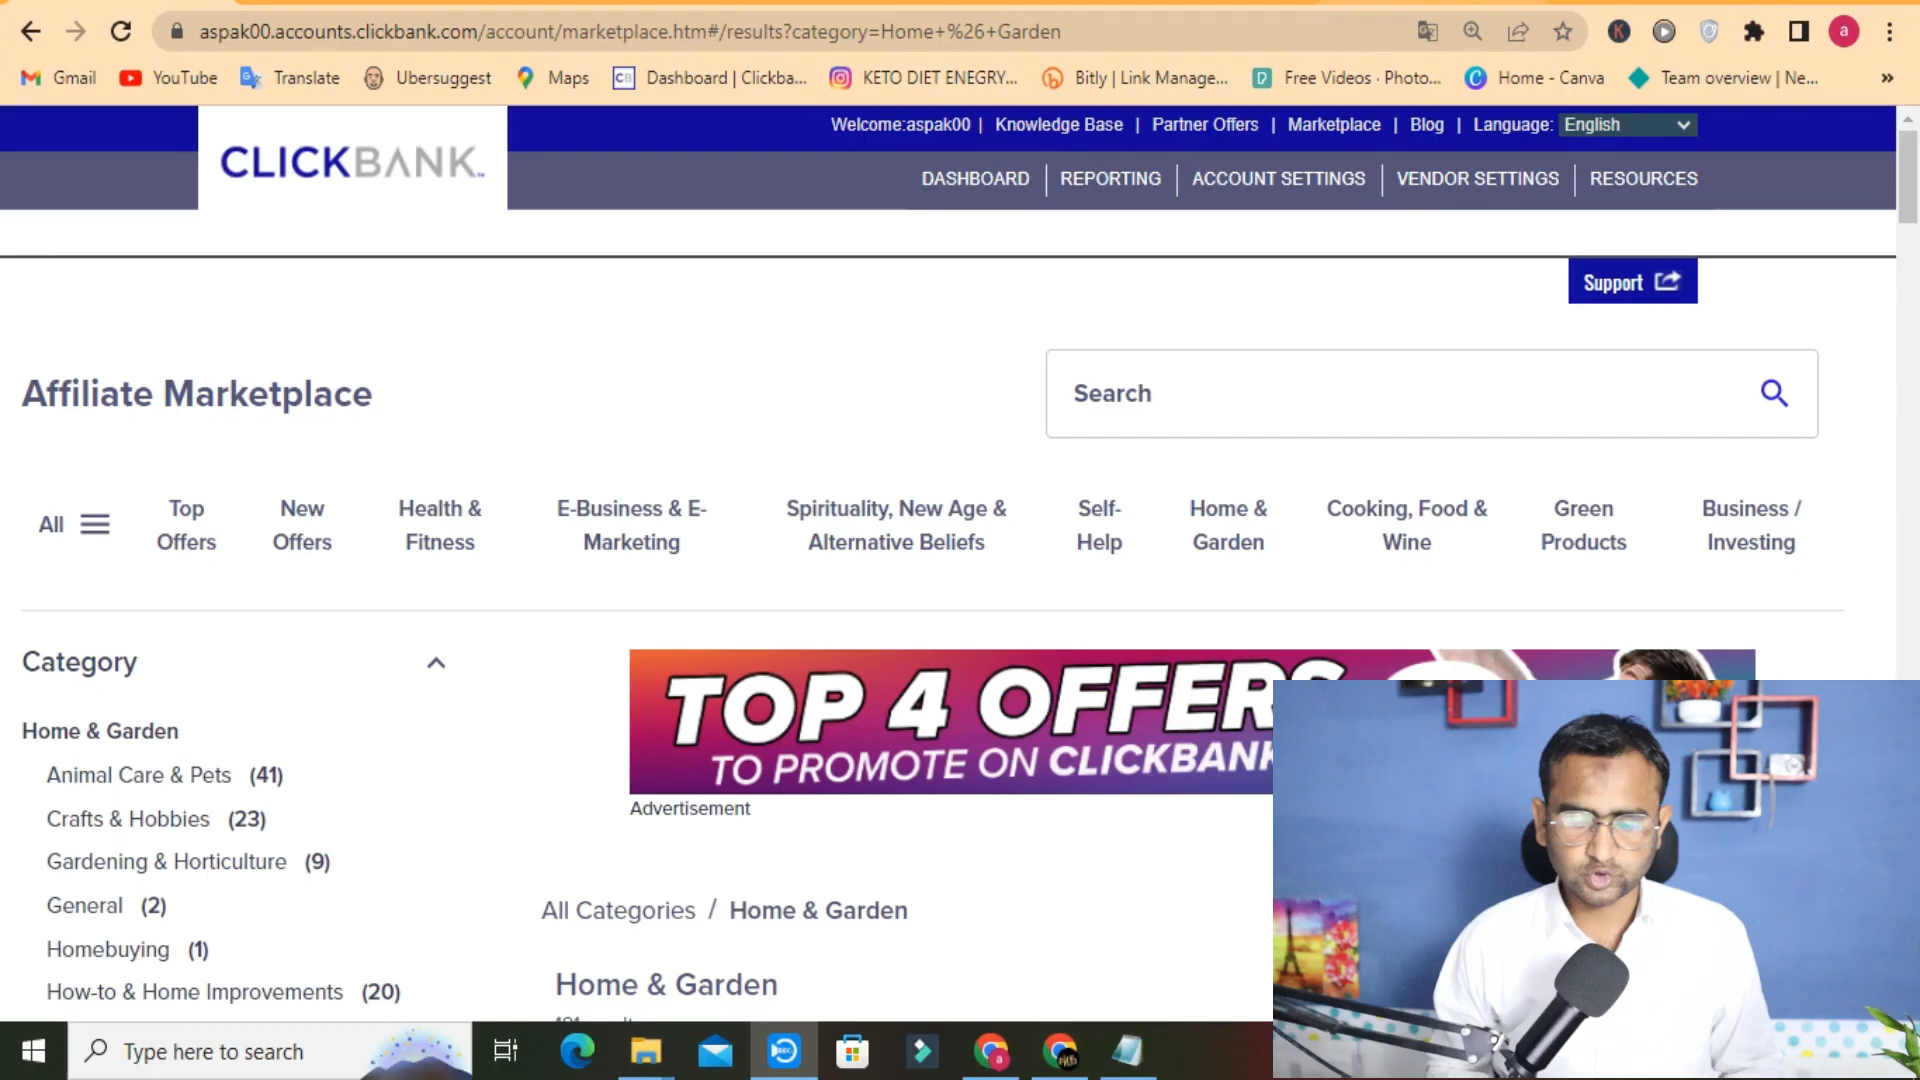 aspak00.accounts.clickbank.com/account/marketplace.htm#/results?category=Home+%26+Garden
a
Gmail
YouTube
Translate
Ubersuggest
Maps
CB Dashboard | Clickba...
KETO DIET ENEGRY...
Bitly | Link Manage...
Free Videos · Photo...
Home - Canva
Team overview | Ne...
»
Welcome:aspak00 | Knowledge Base | Partner Offers | Marketplace | Blog | Language: English
CLICKBANK
DASHBOARD | REPORTING | ACCOUNT SETTINGS | VENDOR SETTINGS | RESOURCES
Support
Affiliate Marketplace
Search
All
Top
Offers
New
Offers
Health &
Fitness
E-Business & E-
Marketing
Spirituality, New Age &
Alternative Beliefs
Self-
Help
Home &
Garden
Cooking, Food &
Wine
Green
Products
Business /
Investing
Category
Home & Garden
Animal Care & Pets (41)
Crafts & Hobbies (23)
Gardening & Horticulture (9)
General (2)
Homebuying (1)
How-to & Home Improvements (20)
TOP 4 OFFERS
TO PROMOTE ON CLICKBANK
Advertisement
All Categories / Home & Garden
Home & Garden
Type here to search
REC
a